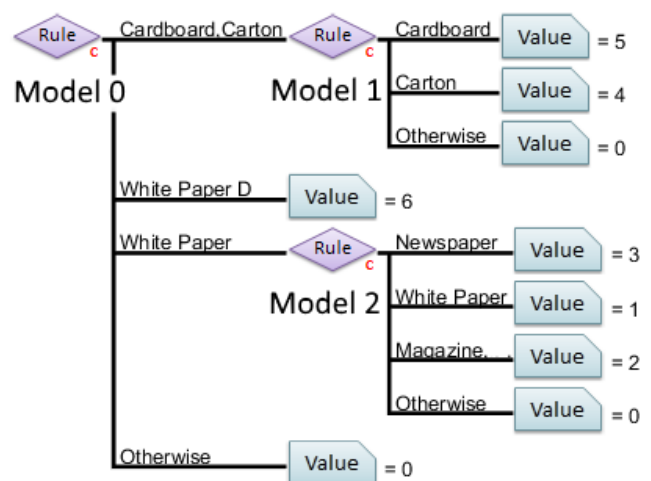 Rule c Cardboard,Carton Rule c Cardboard Value = 5
Model 0 Model 1 Carton Value = 4
Otherwise Value = 0
White Paper D Value = 6
White Paper Rule c Newspaper Value = 3
Model 2 White Paper Value = 1
Magazine. . . Value = 2
Otherwise Value = 0
Otherwise Value = 0